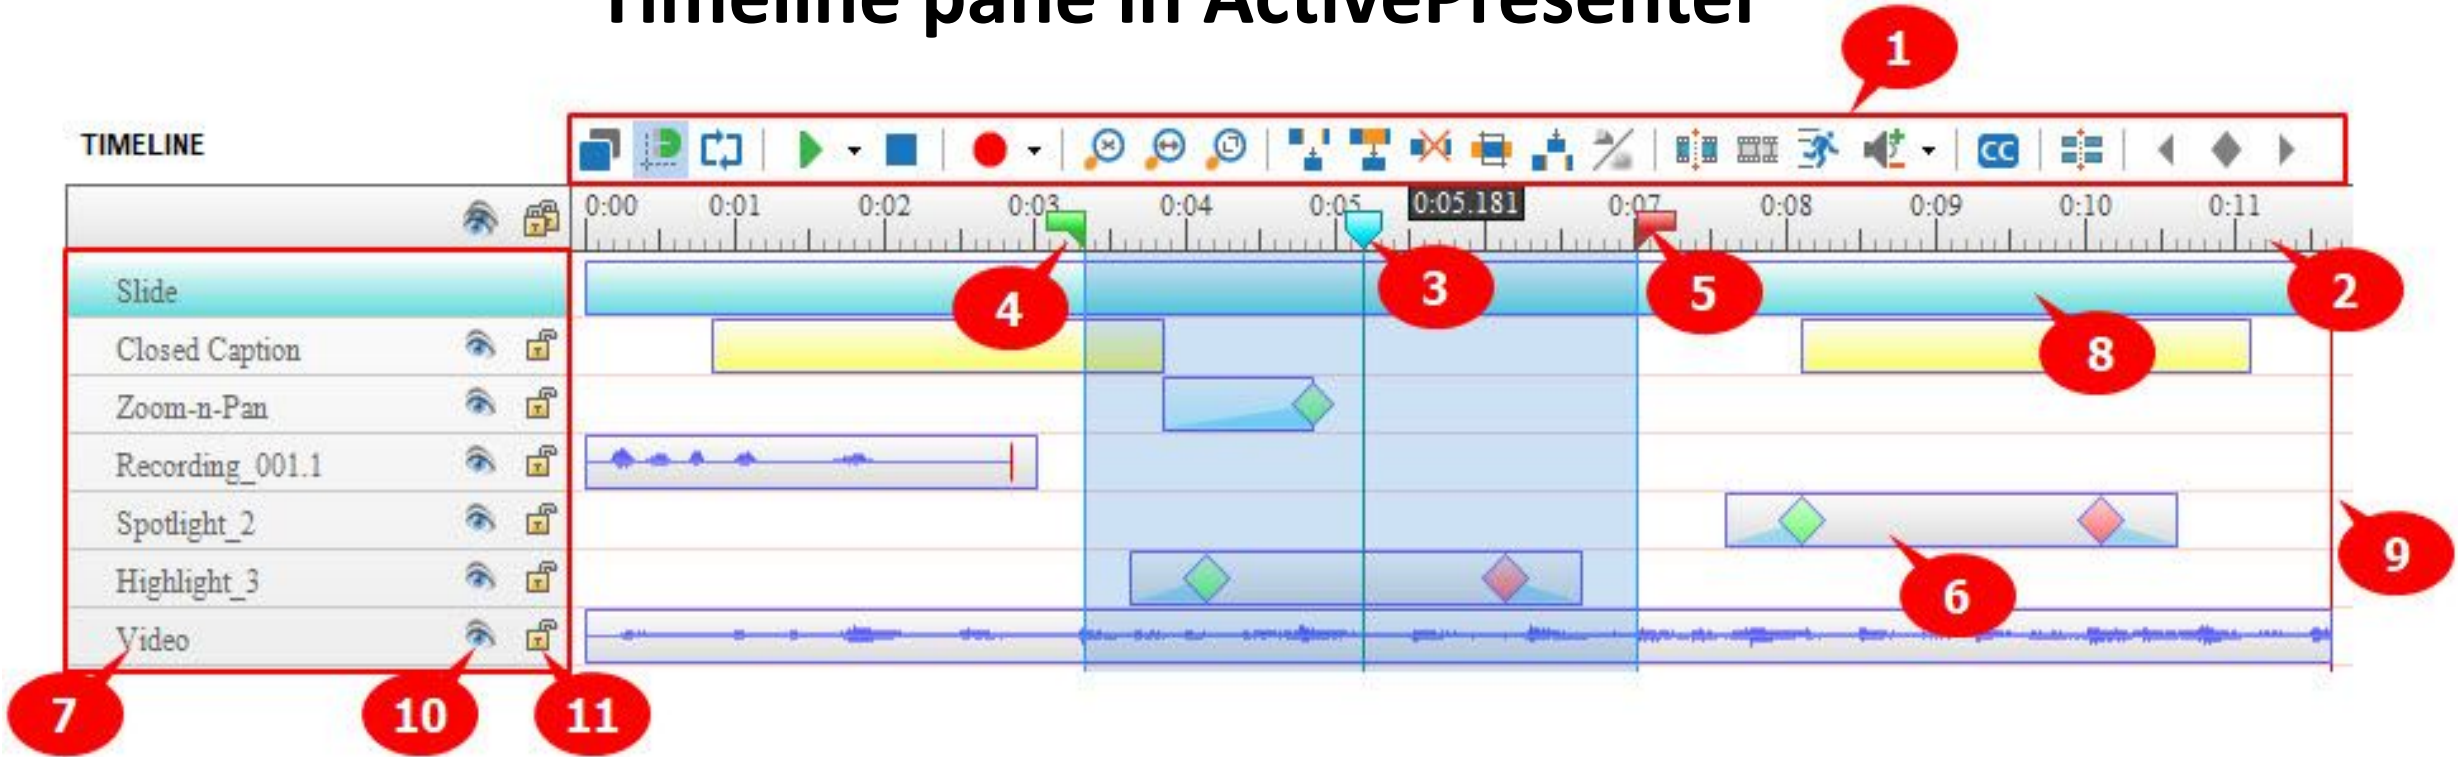 Timeline pane in ActivePresenter
1
TIMELINE
CC
0:00 0:01 0:02 0:03 0:04 0:05 0:05.181 0:07 0:08 0:09 0:10 0:11
Slide
4
3
5
2
Closed Caption
8
Zoom-n-Pan
Recording_001.1
Spotlight_2
9
Highlight_3
6
Video
7
10
11